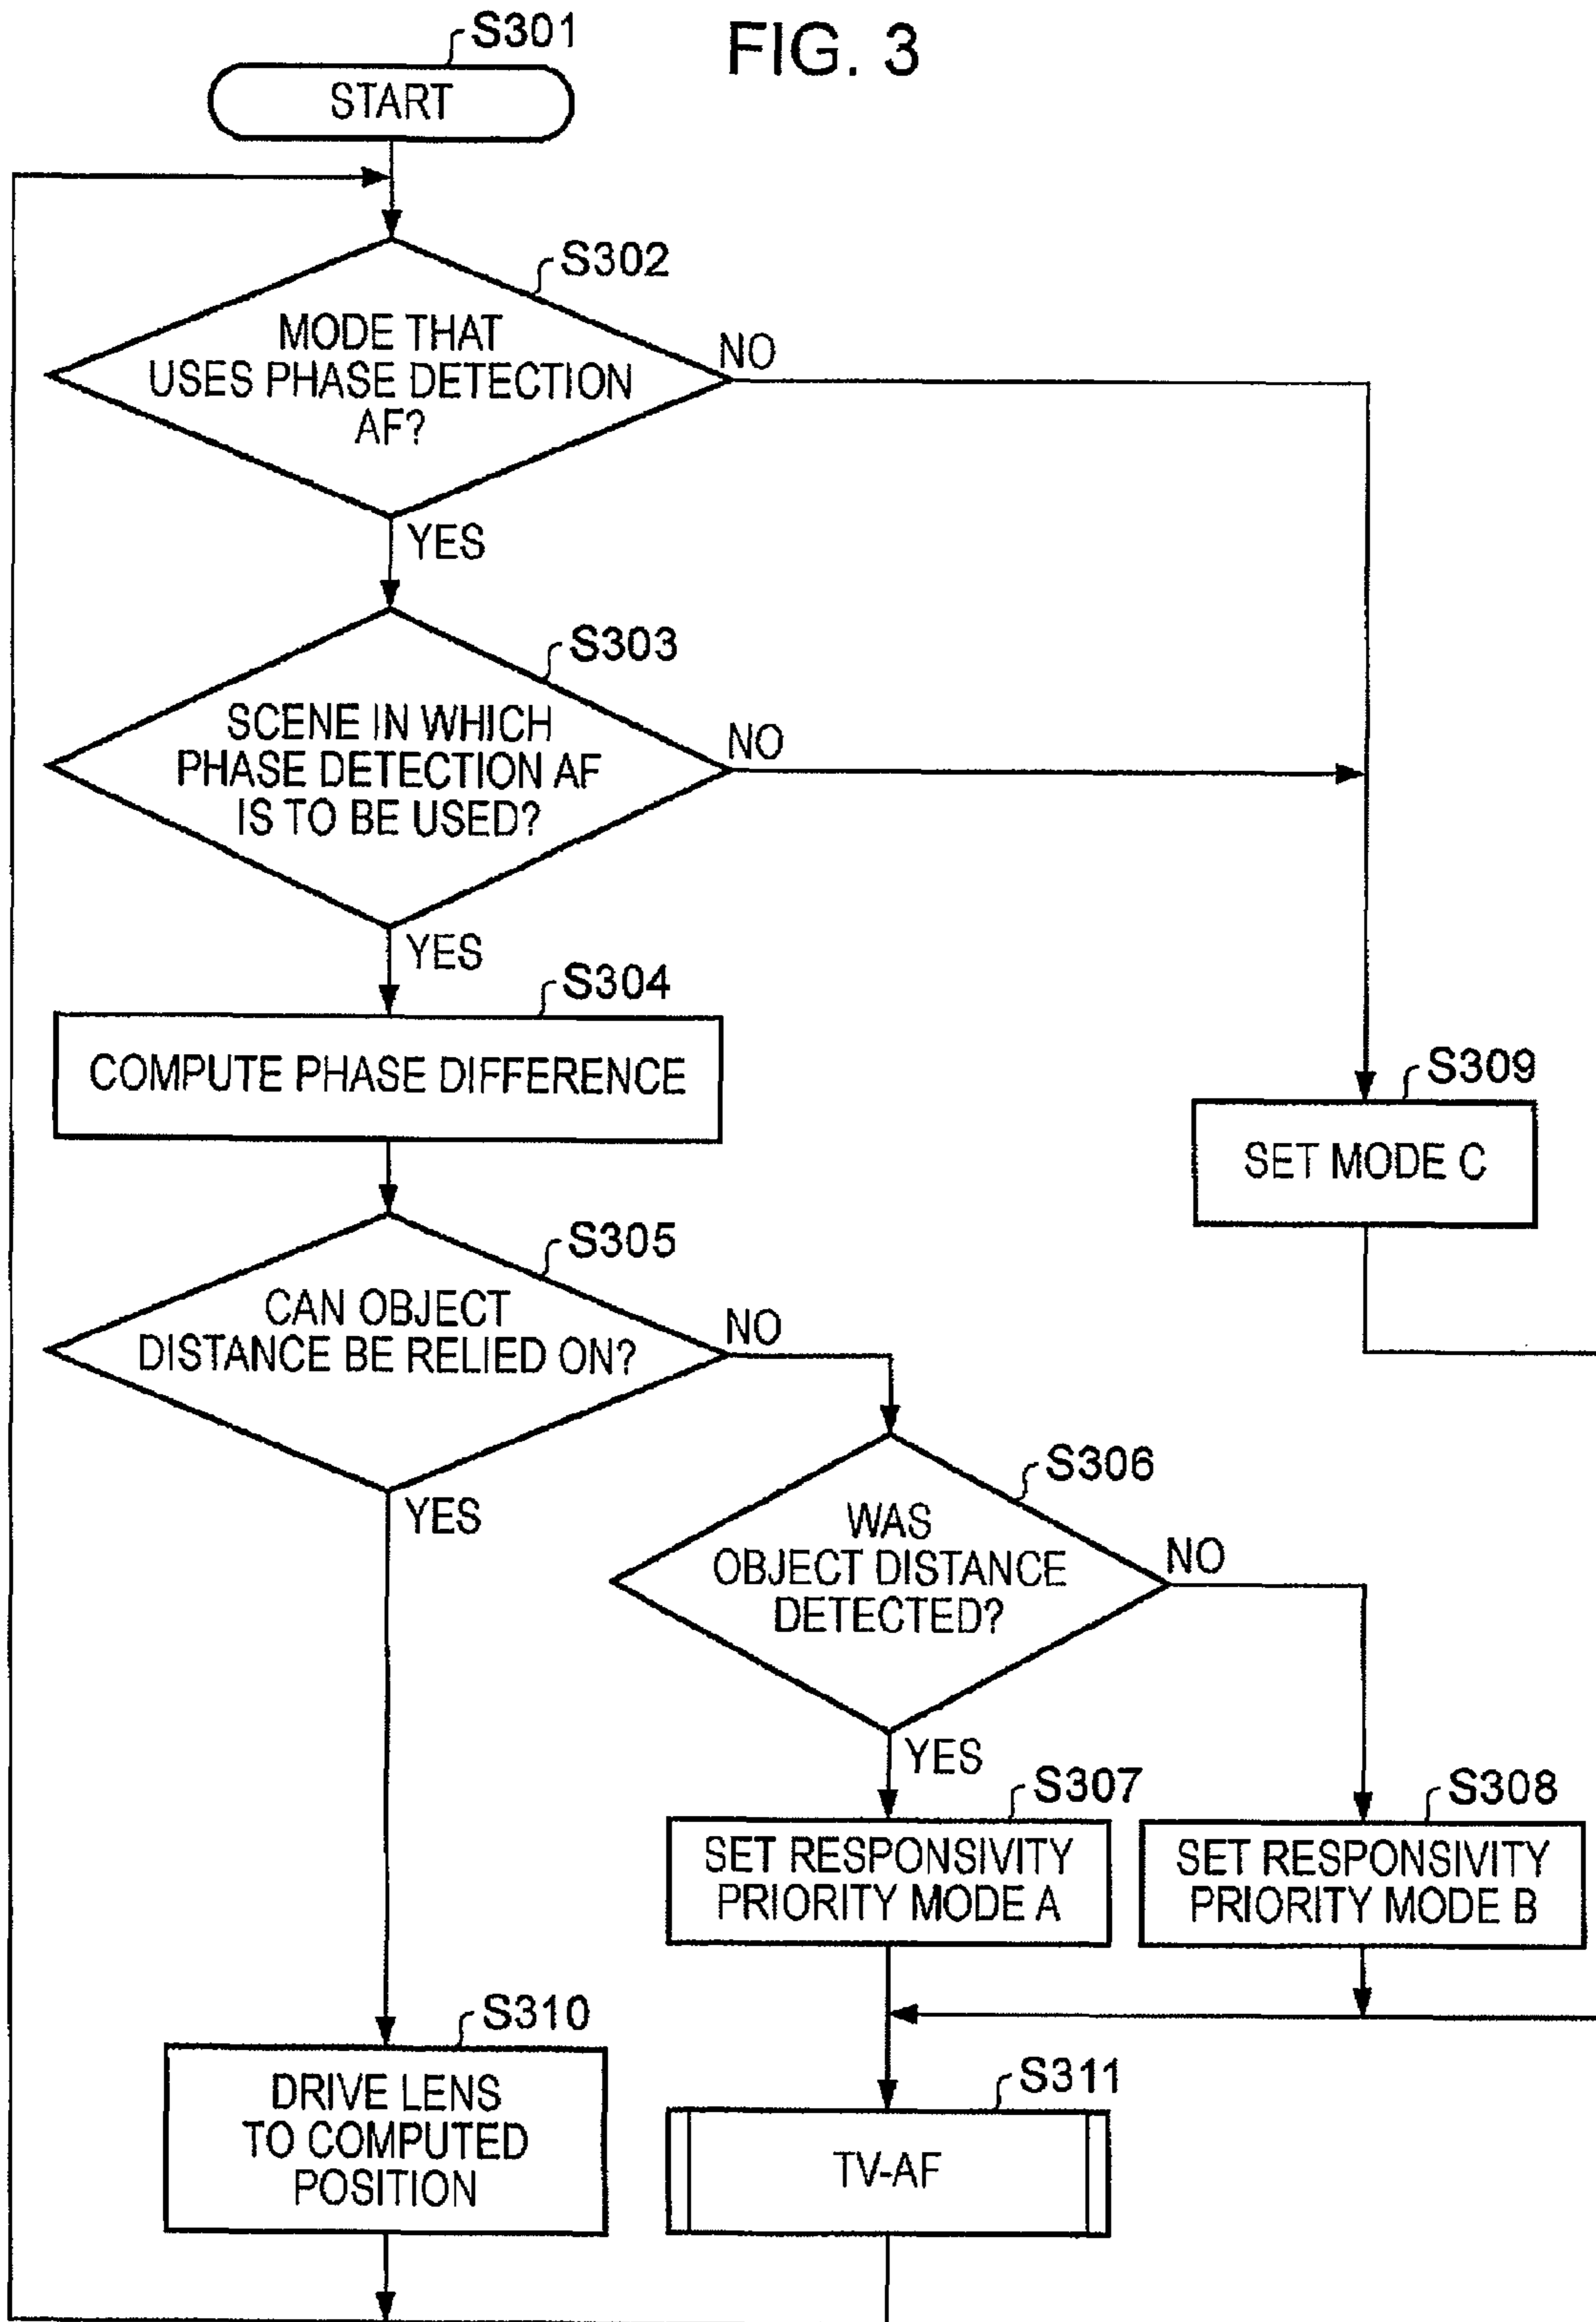 FIG. 3
S301
START
S302
MODE THAT
USES PHASE DETECTION
AF?
NO
YES
S303
SCENE IN WHICH
PHASE DETECTION AF
IS TO BE USED?
NO
YES
S304
COMPUTE PHASE DIFFERENCE
S309
SET MODE C
S305
CAN OBJECT
DISTANCE BE RELIED ON?
NO
YES
S306
WAS
OBJECT DISTANCE
DETECTED?
NO
YES
S307
SET RESPONSIVITY
PRIORITY MODE A
S308
SET RESPONSIVITY
PRIORITY MODE B
S310
DRIVE LENS
TO COMPUTED
POSITION
S311
TV-AF